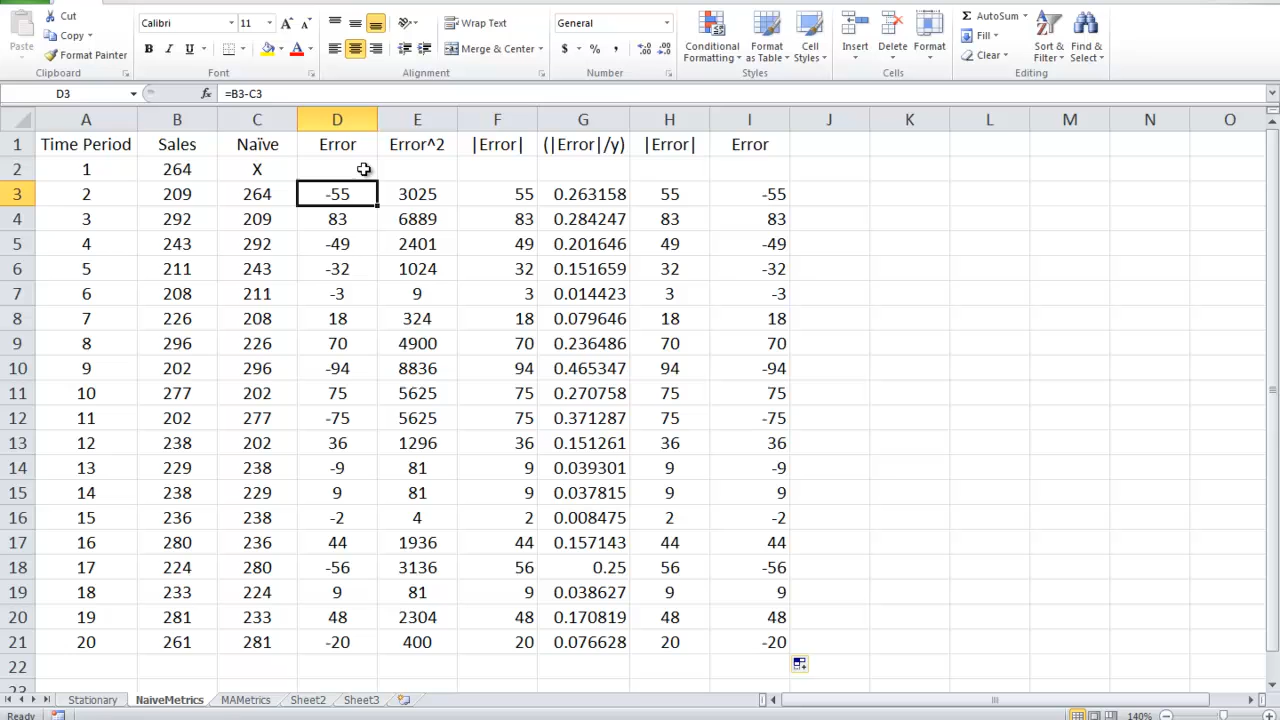 Cut
Copy
Format Painter
Paste
Clipboard
Calibri 11 A A
B I U A
Font
Wrap Text
Merge & Center
Alignment
General
$ % ,
Number
Conditional Formatting
Format as Table
Cell Styles
Styles
Insert
Delete
Format
Cells
Σ AutoSum
Fill
Clear
Sort & Filter
Find & Select
Editing
D3 fx =B3-C3
A B C D E F G H I J K L M N O
1 Time Period Sales Naïve Error Error^2 |Error| (|Error|/y) |Error| Error
2 1 264 X
3 2 209 264 -55 3025 55 0.263158 55 -55
4 3 292 209 83 6889 83 0.284247 83 83
5 4 243 292 -49 2401 49 0.201646 49 -49
6 5 211 243 -32 1024 32 0.151659 32 -32
7 6 208 211 -3 9 3 0.014423 3 -3
8 7 226 208 18 324 18 0.079646 18 18
9 8 296 226 70 4900 70 0.236486 70 70
10 9 202 296 -94 8836 94 0.465347 94 -94
11 10 277 202 75 5625 75 0.270758 75 75
12 11 202 277 -75 5625 75 0.371287 75 -75
13 12 238 202 36 1296 36 0.151261 36 36
14 13 229 238 -9 81 9 0.039301 9 -9
15 14 238 229 9 81 9 0.037815 9 9
16 15 236 238 -2 4 2 0.008475 2 -2
17 16 280 236 44 1936 44 0.157143 44 44
18 17 224 280 -56 3136 56 0.25 56 -56
19 18 233 224 9 81 9 0.038627 9 9
20 19 281 233 48 2304 48 0.170819 48 48
21 20 261 281 -20 400 20 0.076628 20 -20
22
23
Stationary NaiveMetrics MAMetrics Sheet2 Sheet3
Ready 140%